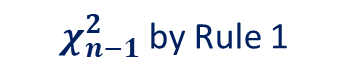 χ²ₙ₋₁ by Rule 1